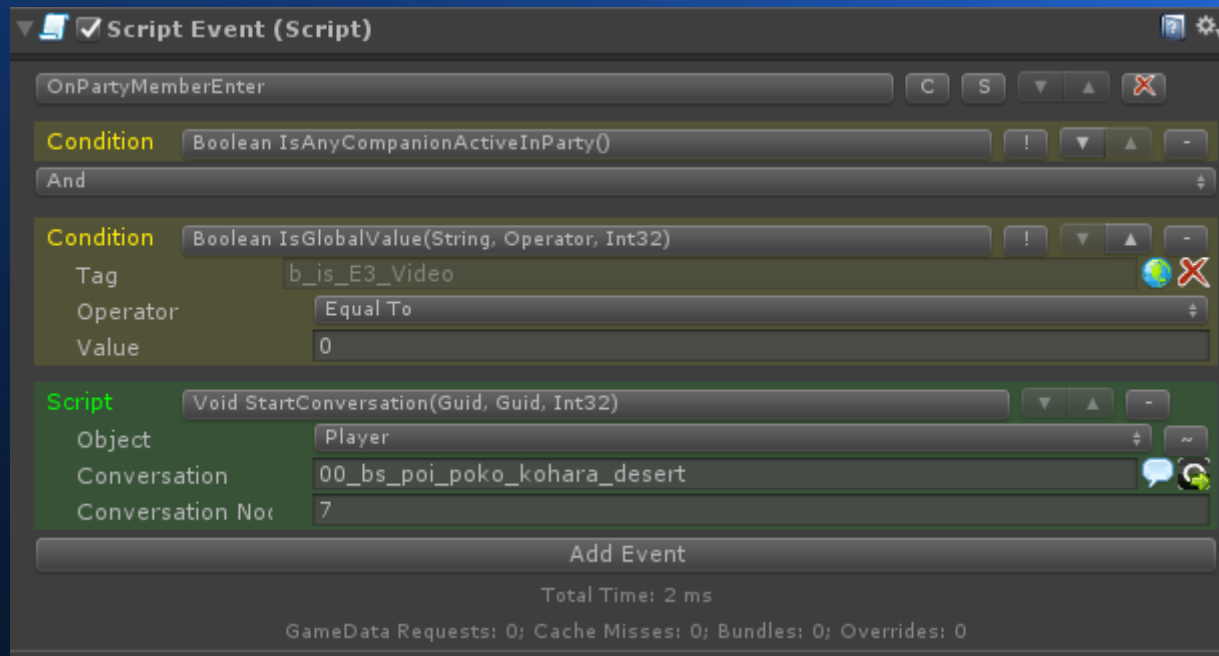 Script Event (Script)
OnPartyMemberEnter C S
Condition Boolean IsAnyCompanionActiveInParty() ! -
And
Condition Boolean IsGlobalValue(String, Operator, Int32) ! -
Tag b_is_E3_Video
Operator Equal To
Value 0
Script Void StartConversation(Guid, Guid, Int32) -
Object Player ~
Conversation 00_bs_poi_poko_kohara_desert
Conversation Noc 7
Add Event
Total Time: 2 ms
GameData Requests: 0; Cache Misses: 0; Bundles: 0; Overrides: 0